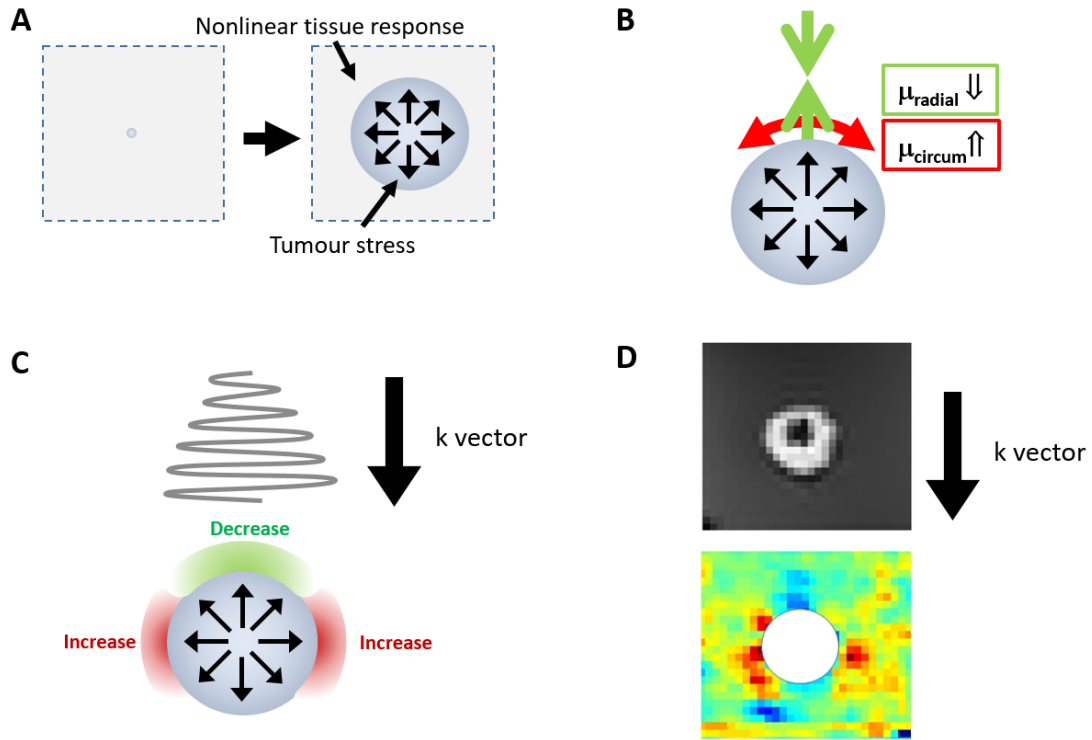 A
Nonlinear tissue response
Tumour stress
B
μradial ⇓
μcircum ⇑
C
k vector
Decrease
Increase
Increase
D
k vector